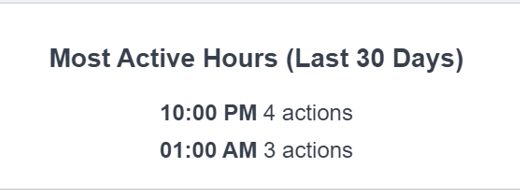 Most Active Hours (Last 30 Days)
10:00 PM 4 actions
01:00 AM 3 actions